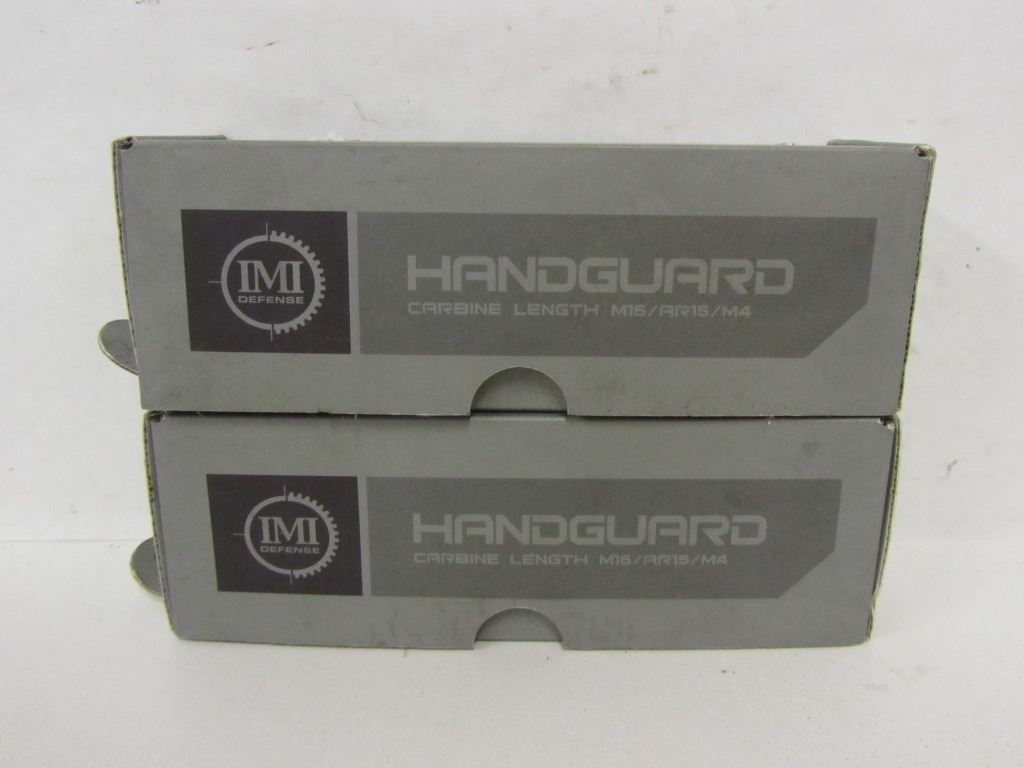 IMI
DEFENSE
HANDGUARD
CARBINE LENGTH M16/AR15/M4
IMI
DEFENSE
HANDGUARD
CARBINE LENGTH M16/AR15/M4